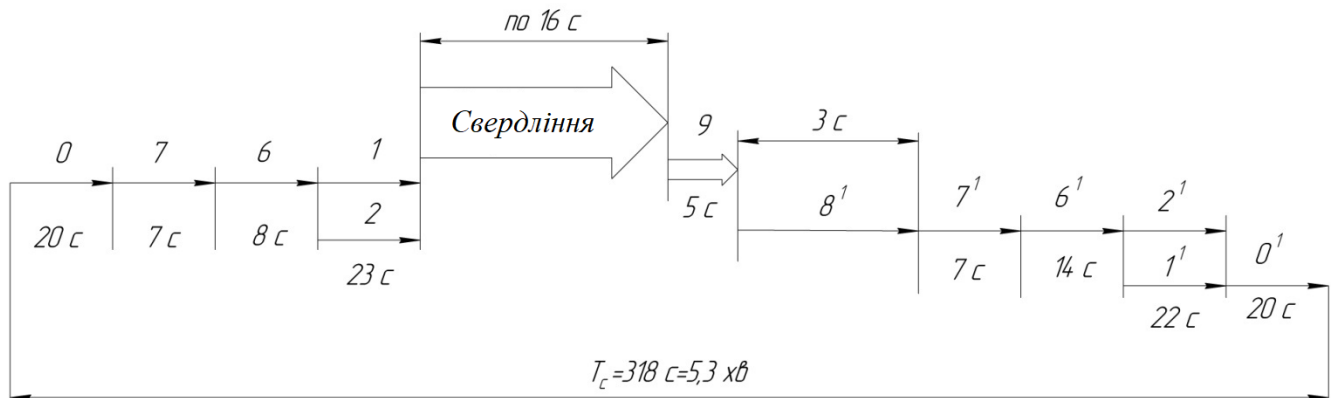 по 16 с
Свердління
9
3 с
0
7
6
1
5 с
8¹
7¹
6¹
2¹
20 с
7 с
8 с
2
23 с
7 с
14 с
1¹
0¹
22 с
20 с
Tс=318 с=5,3 хв